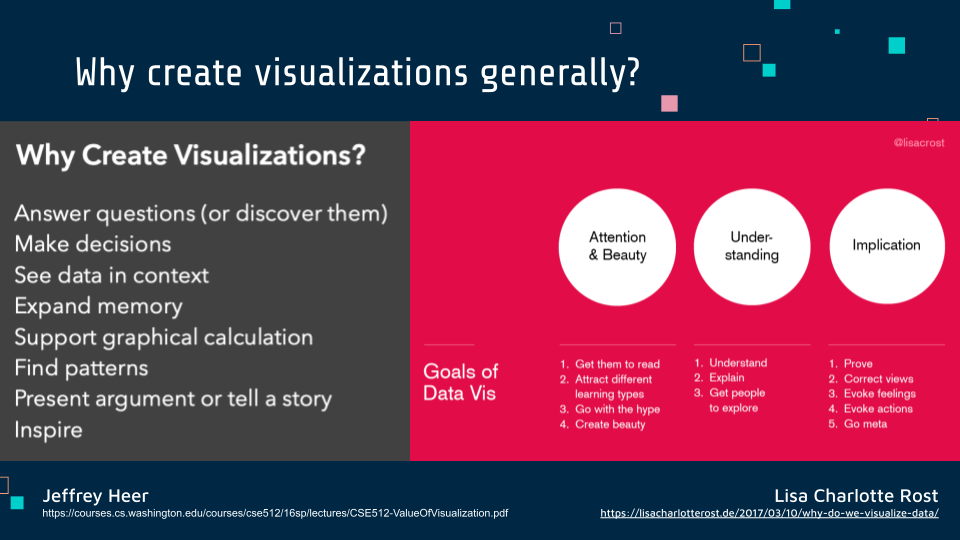 Why create visualizations generally?
Why Create Visualizations?
Answer questions (or discover them)
Make decisions
See data in context
Expand memory
Support graphical calculation
Find patterns
Present argument or tell a story
Inspire
@lisacrost
Attention
& Beauty
Under-
standing
Implication
Goals of
Data Vis
1. Get them to read
2. Attract different
learning types
3. Go with the hype
4. Create beauty
1. Understand
2. Explain
3. Get people
to explore
1. Prove
2. Correct views
3. Evoke feelings
4. Evoke actions
5. Go meta
Jeffrey Heer
https://courses.cs.washington.edu/courses/cse512/16sp/lectures/CSE512-ValueOfVisualization.pdf
Lisa Charlotte Rost
https://lisacharlotterost.de/2017/03/10/why-do-we-visualize-data/